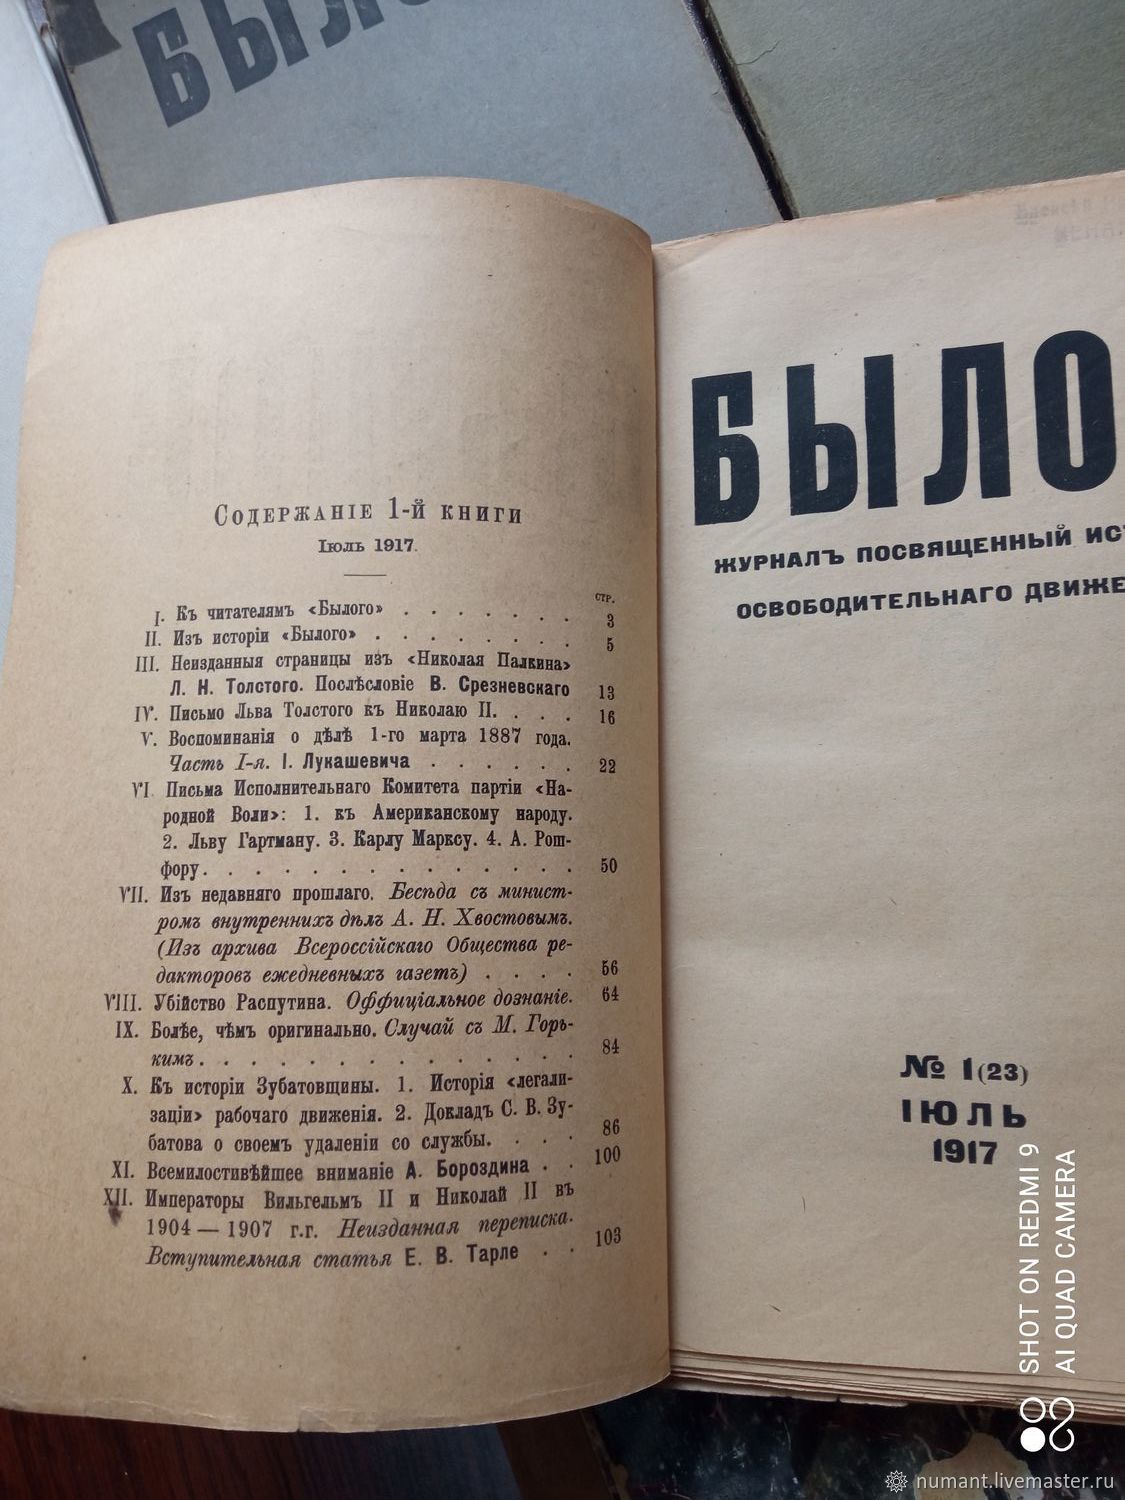 БЫЛО
Содержаніе 1-й книги
Іюль 1917.
СТР.
I. Къ читателямъ «Былого» . . . . . . 3
II. Изъ исторіи «Былого» . . . . . . . . 5
III. Неизданныя страницы изъ «Николая Палкина»
Л. Н. Толстого. Послѣсловіе В. Срезневскаго 13
IV. Письмо Льва Толстого къ Николаю II. . . . 16
V. Воспоминанія о дѣлѣ 1-го марта 1887 года.
Часть I-я. І. Лукашевича . . . . . . 22
VI. Письма Исполнительнаго Комитета партіи «На-
родной Воли»: 1. къ Американскому народу.
2. Льву Гартману. 3. Карлу Марксу. 4. А. Рош-
фору. . . . . . . . . . . . . . 50
VII. Изъ недавняго прошлаго. Бесѣда съ минист-
ромъ внутреннихъ дѣлъ А. Н. Хвостовымъ.
(Изъ архива Всероссійскаго Общества ре-
дакторовъ ежедневныхъ газетъ) . . . . 56
VIII. Убійство Распутина. Оффиціальное дознаніе. 64
IX. Болѣе, чѣмъ оригинально. Случай съ М. Горь-
кимъ. . . . . . . . . . . . . . 84
X. Къ исторіи Зубатовщины. 1. Исторія «легали-
заціи» рабочаго движенія. 2. Докладъ С. В. Зу-
батова о своемъ удаленіи со службы. . . . 86
XI. Всемилостивѣйшее вниманіе А. Бороздина . . 100
XII. Императоры Вильгельмъ II и Николай II въ
1904 — 1907 г.г. Неизданная переписка.
Вступительная статья Е. В. Тарле . . 103
БЫЛО
ЖУРНАЛЪ ПОСВЯЩЕННЫЙ ИСТ
ОСВОБОДИТЕЛЬНАГО ДВИЖЕ
№ 1(23)
ІЮЛЬ
1917
SHOT ON REDMI 9
AI QUAD CAMERA
numant.livemaster.ru